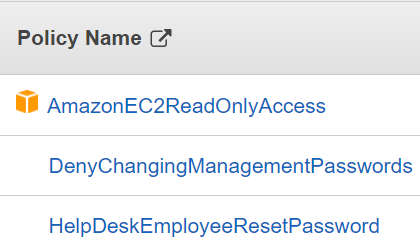 Policy Name
AmazonEC2ReadOnlyAccess
DenyChangingManagementPasswords
HelpDeskEmployeeResetPassword